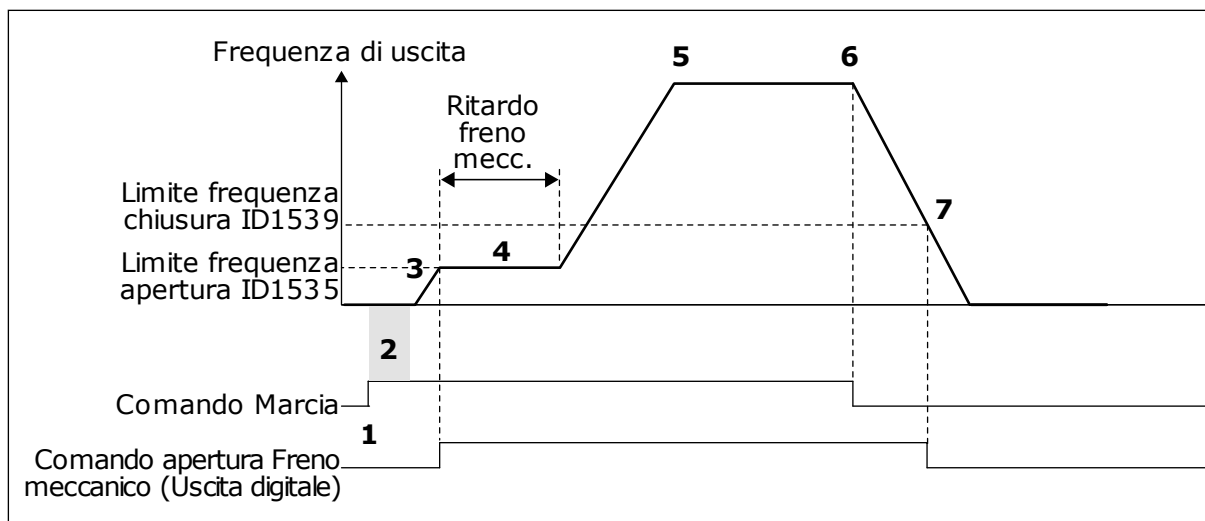 Frequenza di uscita
5
6
Ritardo
freno
mecc.
Limite frequenza
chiusura ID1539
7
4
Limite frequenza
apertura ID1535
3
2
Comando Marcia
1
Comando apertura Freno
meccanico (Uscita digitale)